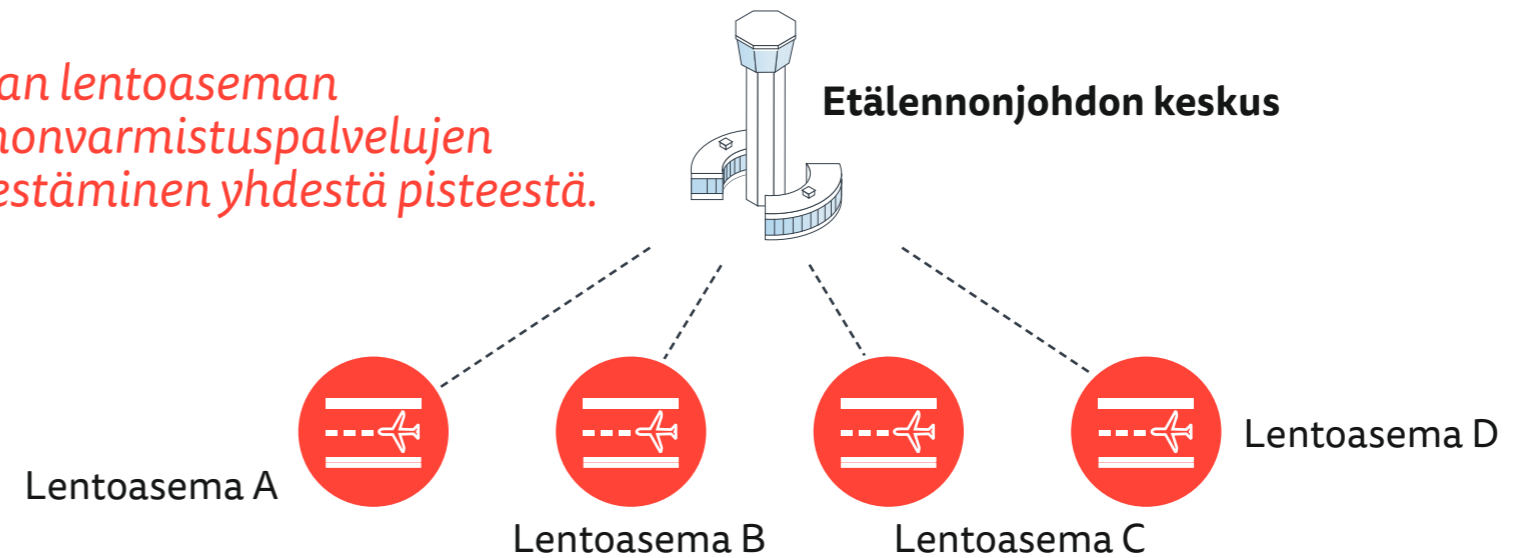 an lentoaseman
nonvarmistuspalvelujen
estäminen yhdestä pisteestä.
Etälennonjohdon keskus
Lentoasema A
Lentoasema B
Lentoasema C
Lentoasema D